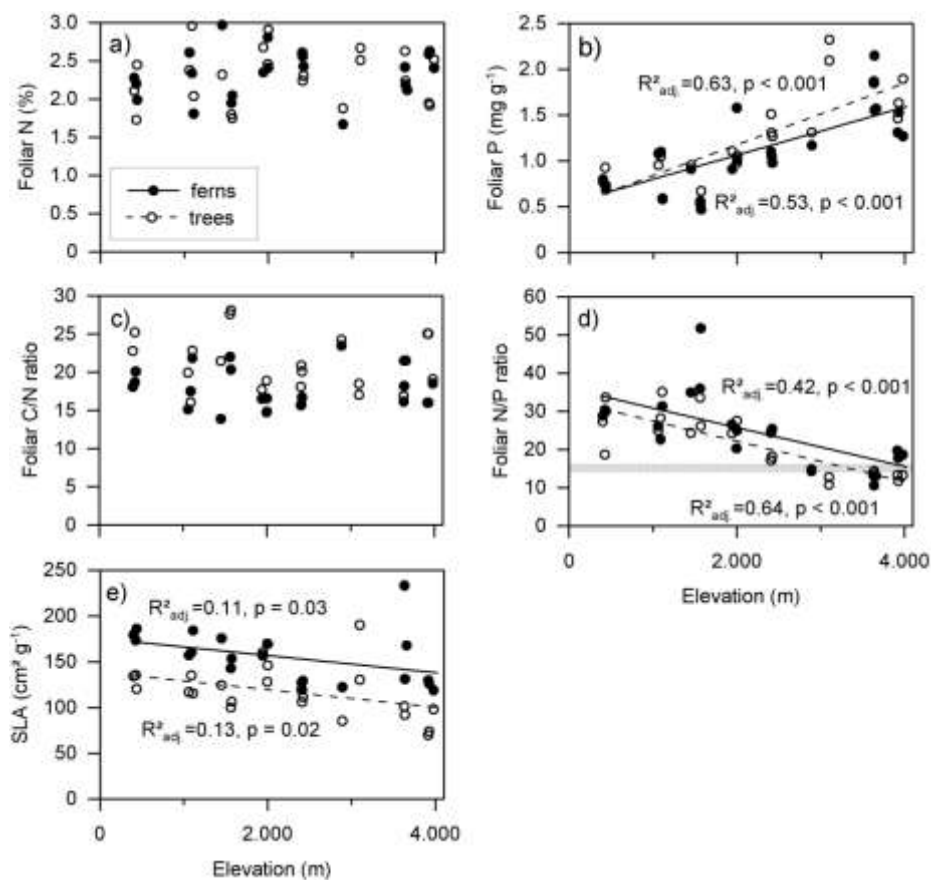 a)
Foliar N (%)
3.0
2.5
2.0
1.5
1.0
0.5
0.0
ferns
trees
b)
Foliar P (mg g⁻¹)
2.5
2.0
1.5
1.0
0.5
0
R²adj.=0.63, p < 0.001
R²adj.=0.53, p < 0.001
c)
Foliar C/N ratio
30
25
20
15
10
5
0
d)
Foliar N/P ratio
60
50
40
30
20
10
0
R²adj.=0.42, p < 0.001
R²adj.=0.64, p < 0.001
0 2.000 4.000
Elevation (m)
e)
SLA (cm² g⁻¹)
250
200
150
100
50
0
R²adj.=0.11, p = 0.03
R²adj.=0.13, p = 0.02
0 2.000 4.000
Elevation (m)